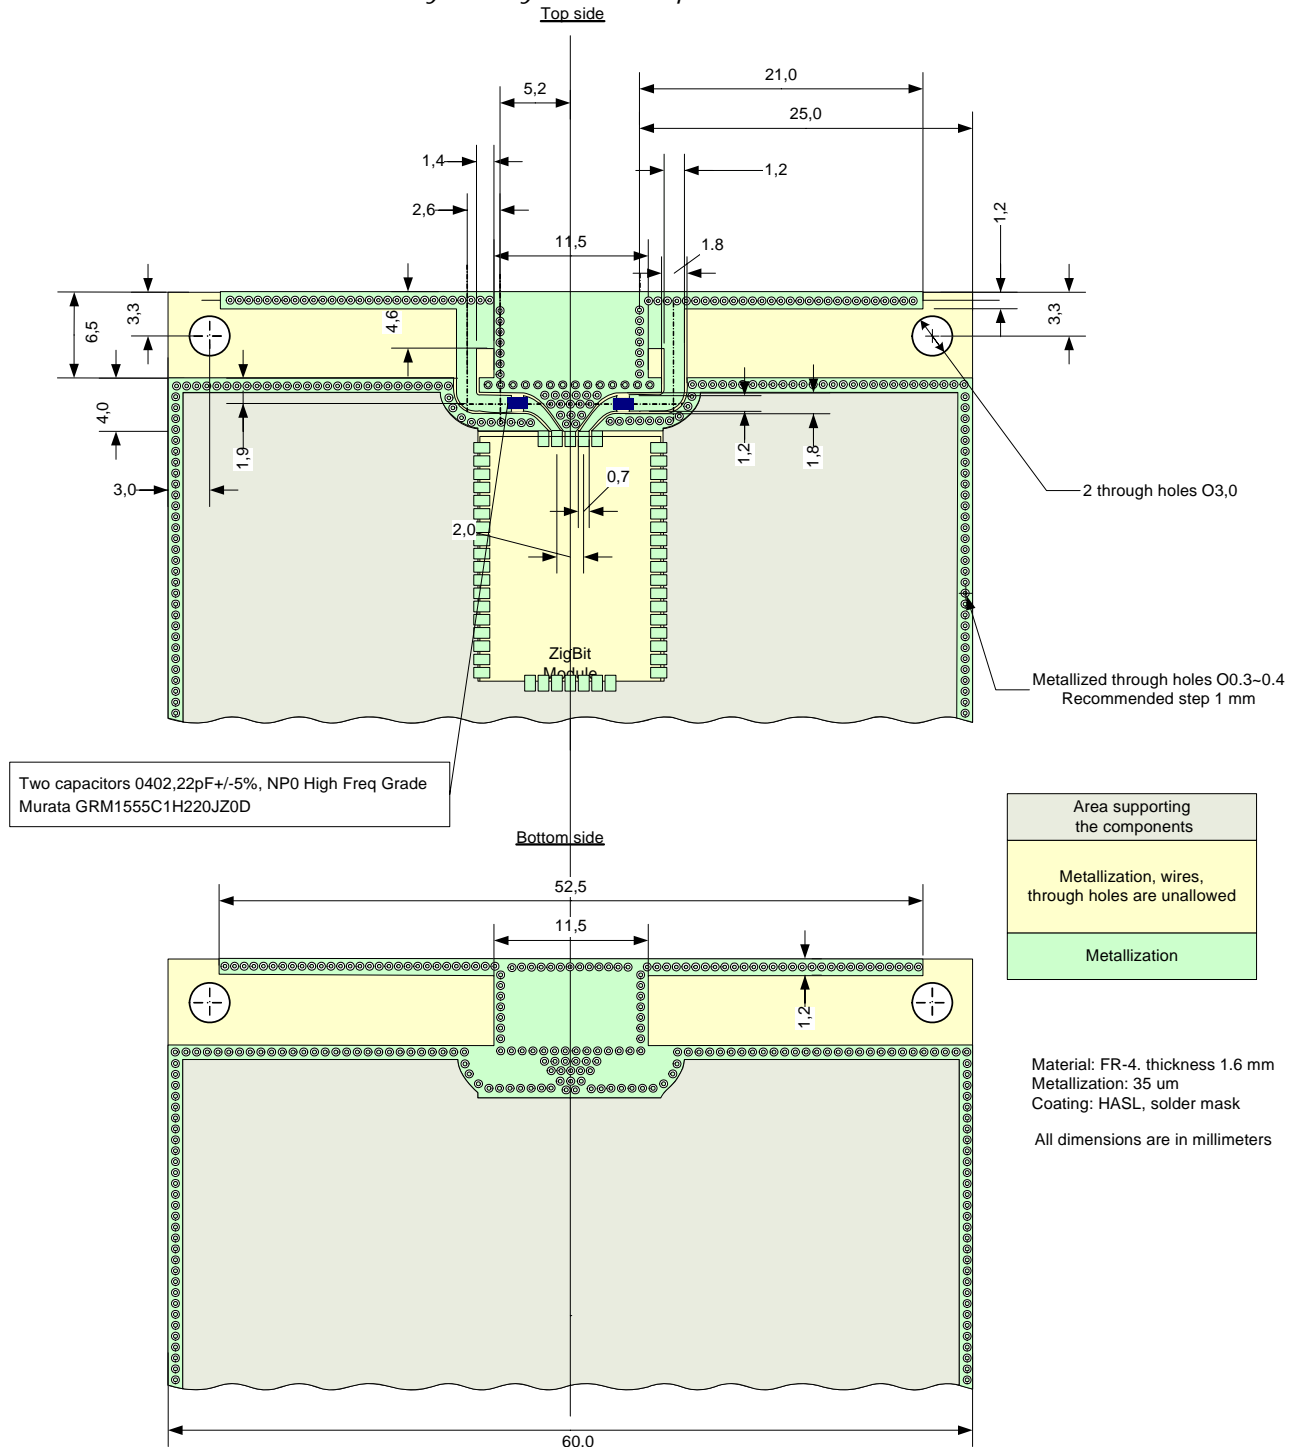 Top side
21,0
5,2
25,0
1,4
1,2
2,6
1,2
11,5
1.8
3,3
6,5
4,6
3,3
4,0
1,9
1,2
1,8
3,0
0,7
2 through holes O3,0
2,0
ZigBit
Module
Metallized through holes O0.3~0.4
Recommended step 1 mm
Two capacitors 0402,22pF+/-5%, NP0 High Freq Grade
Murata GRM1555C1H220JZ0D
Area supporting
the components
Metallization, wires,
through holes are unallowed
Metallization
Bottom side
52,5
11,5
1,2
Material: FR-4. thickness 1.6 mm
Metallization: 35 um
Coating: HASL, solder mask
All dimensions are in millimeters
60,0